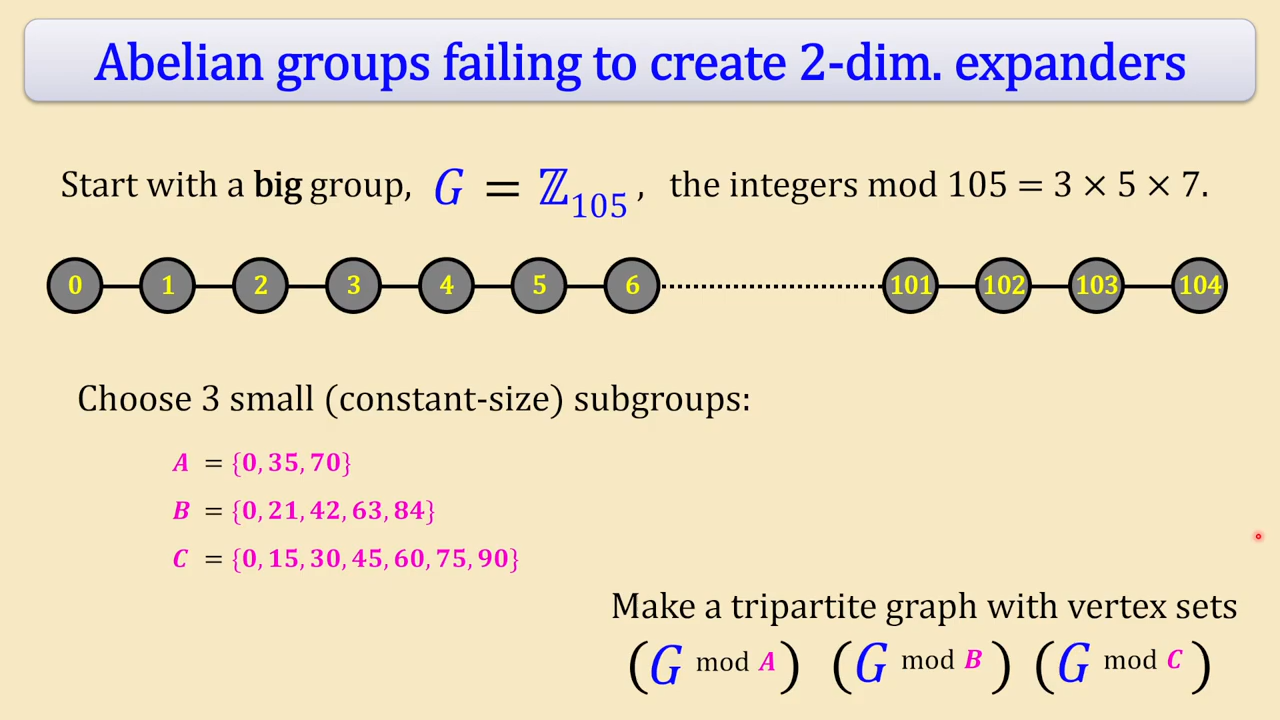 Abelian groups failing to create 2-dim. expanders
Start with a big group, G = ℤ₁₀₅ , the integers mod 105 = 3 × 5 × 7.
0 1 2 3 4 5 6 101 102 103 104
Choose 3 small (constant-size) subgroups:
A = {0, 35, 70}
B = {0, 21, 42, 63, 84}
C = {0, 15, 30, 45, 60, 75, 90}
Make a tripartite graph with vertex sets
(G mod A) (G mod B) (G mod C)